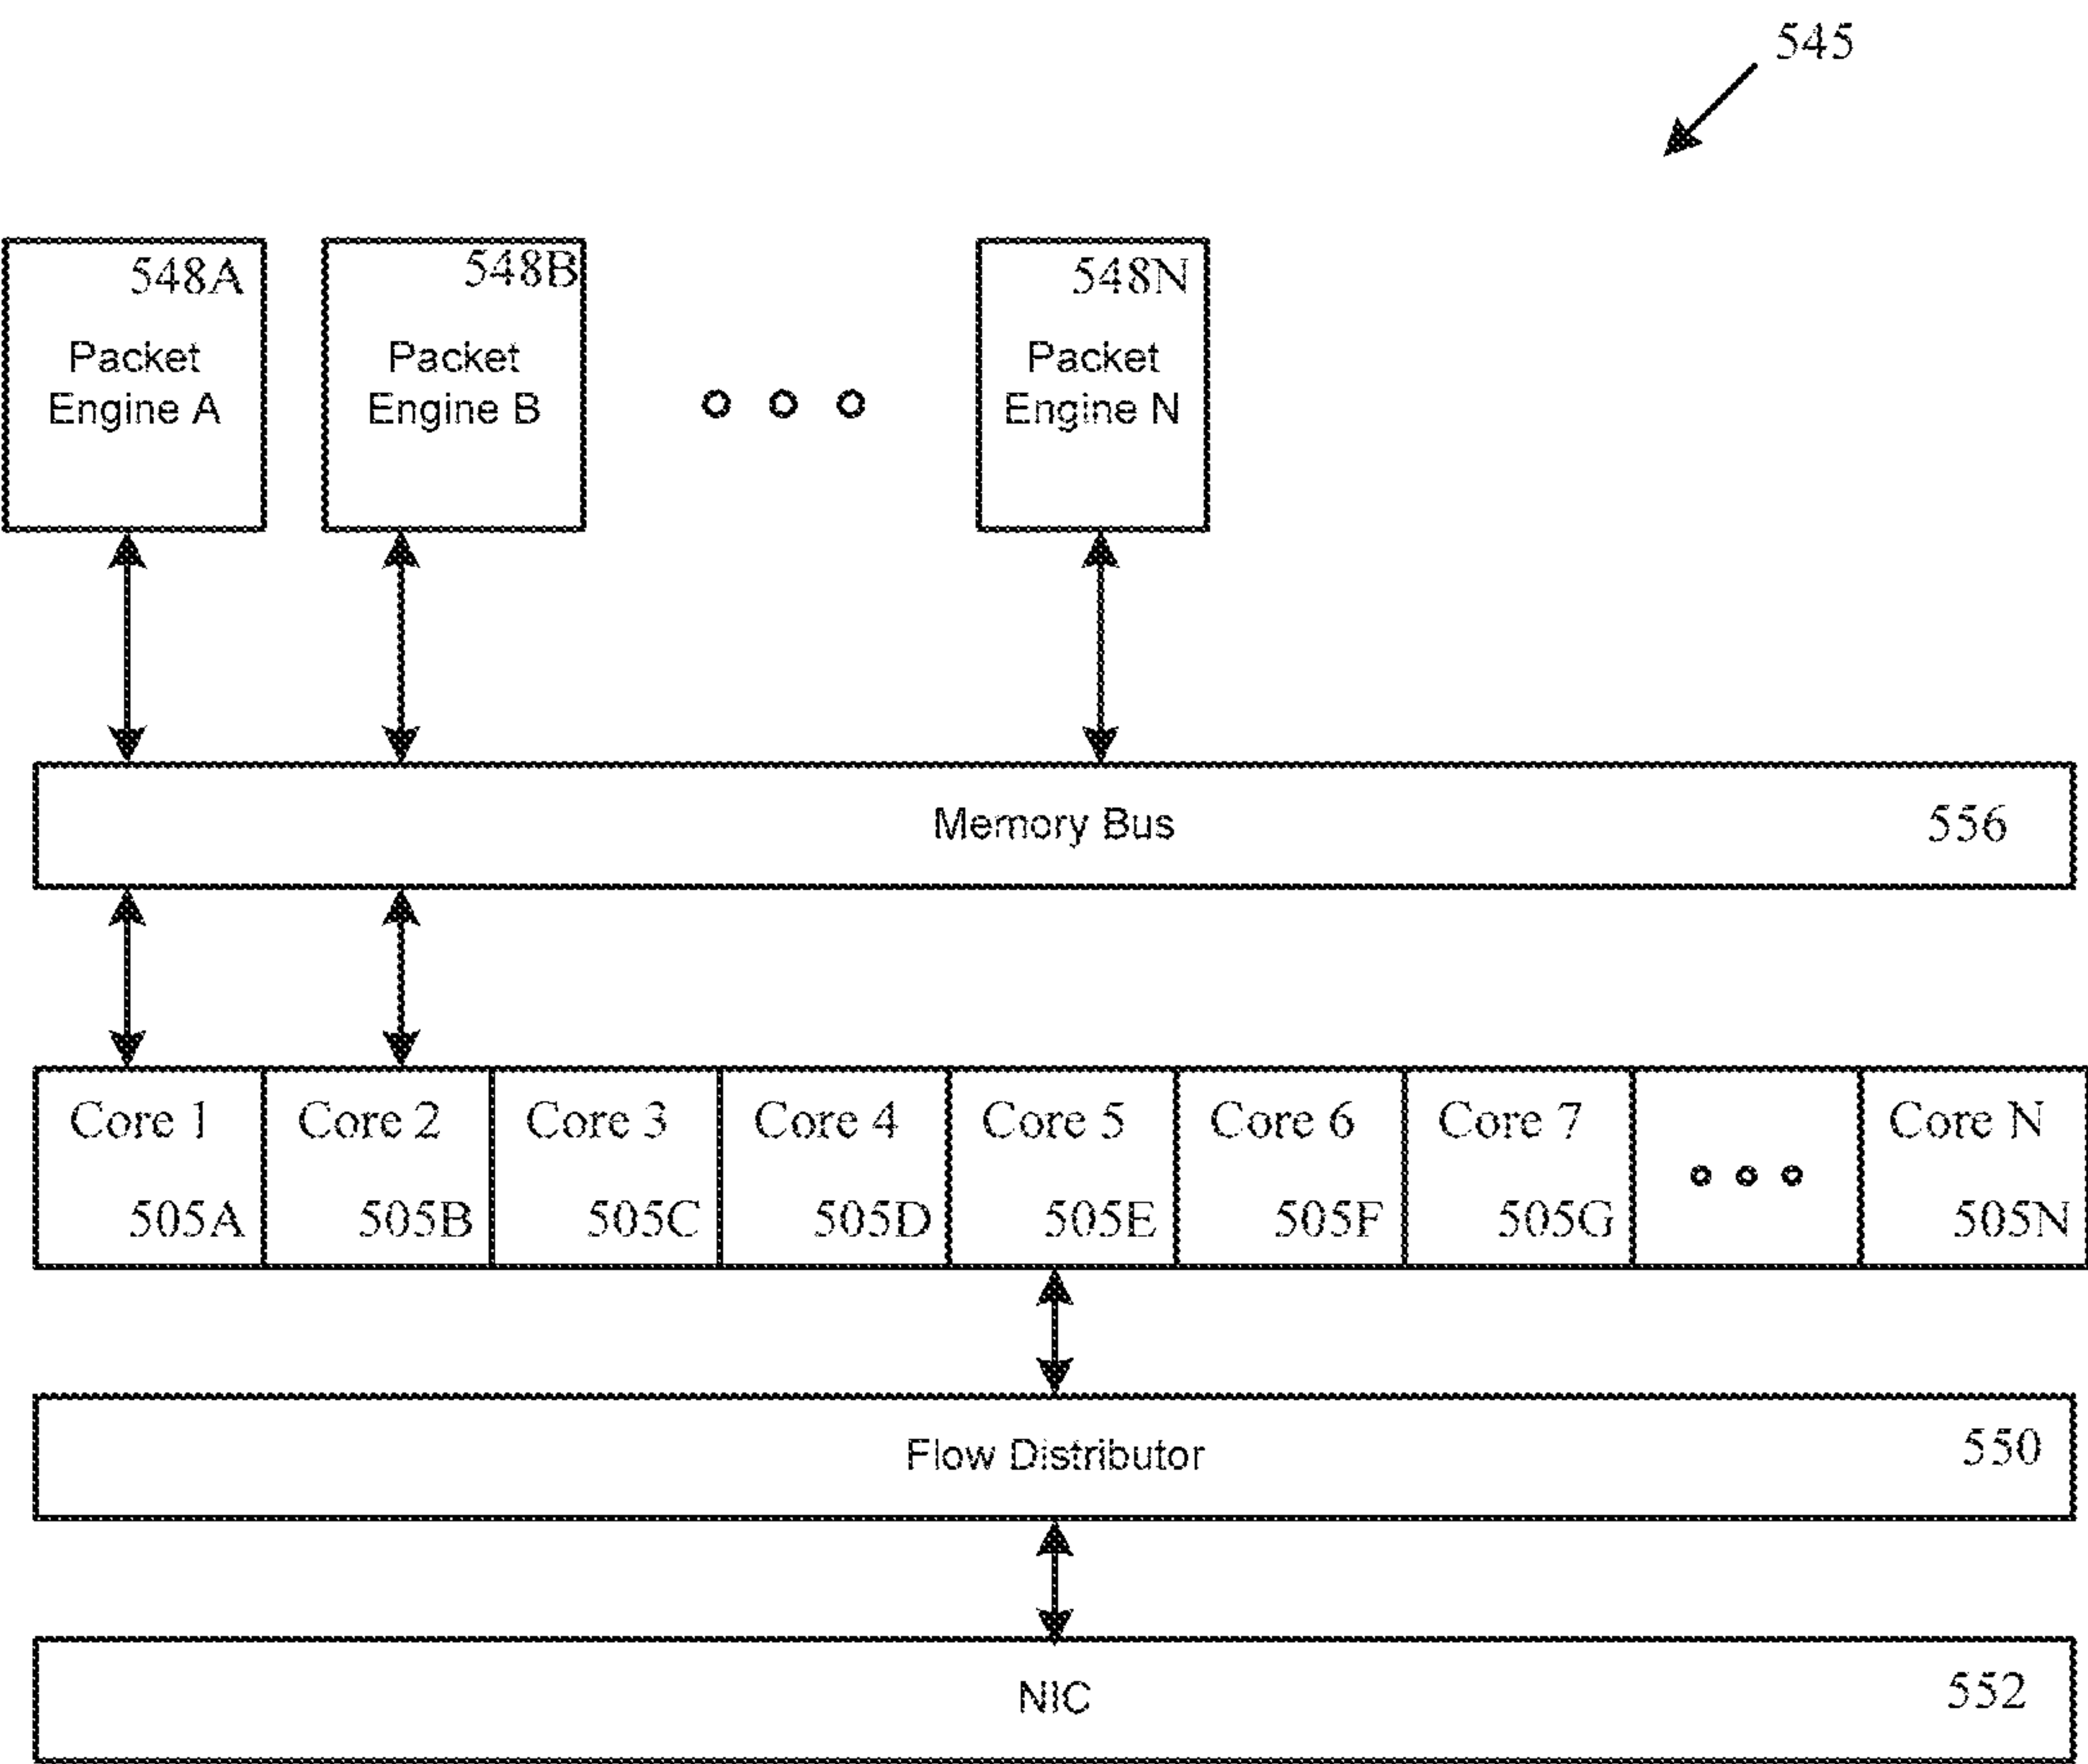 545
548A
Packet
Engine A
548B
Packet
Engine B
548N
Packet
Engine N
Memory Bus
556
Core 1
505A
Core 2
505B
Core 3
505C
Core 4
505D
Core 5
505E
Core 6
505F
Core 7
505G
Core N
505N
Flow Distributor
550
NIC
552